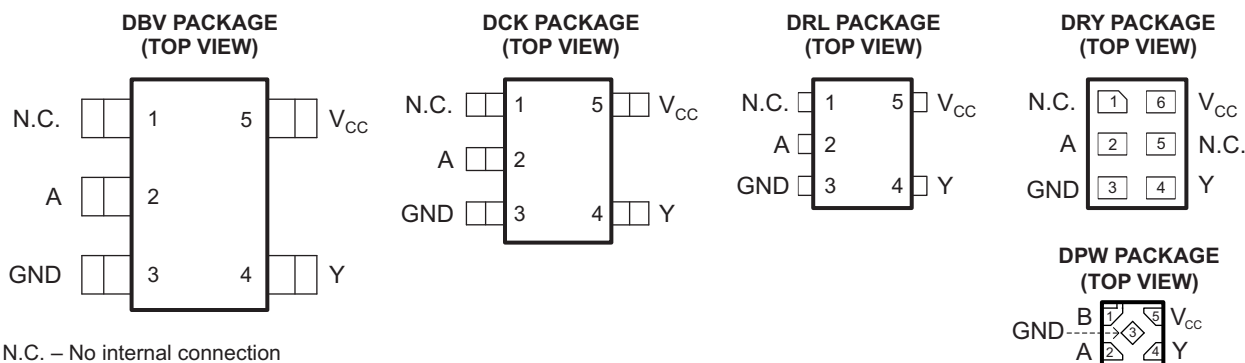 DBV PACKAGE
(TOP VIEW)
N.C. 1 5 VCC
A 2
GND 3 4 Y
DCK PACKAGE
(TOP VIEW)
N.C. 1 5 VCC
A 2
GND 3 4 Y
DRL PACKAGE
(TOP VIEW)
N.C. 1 5 VCC
A 2
GND 3 4 Y
DRY PACKAGE
(TOP VIEW)
N.C. 1 6 VCC
A 2 5 N.C.
GND 3 4 Y
DPW PACKAGE
(TOP VIEW)
B 1 5 VCC
GND 3
A 2 4 Y
N.C. – No internal connection